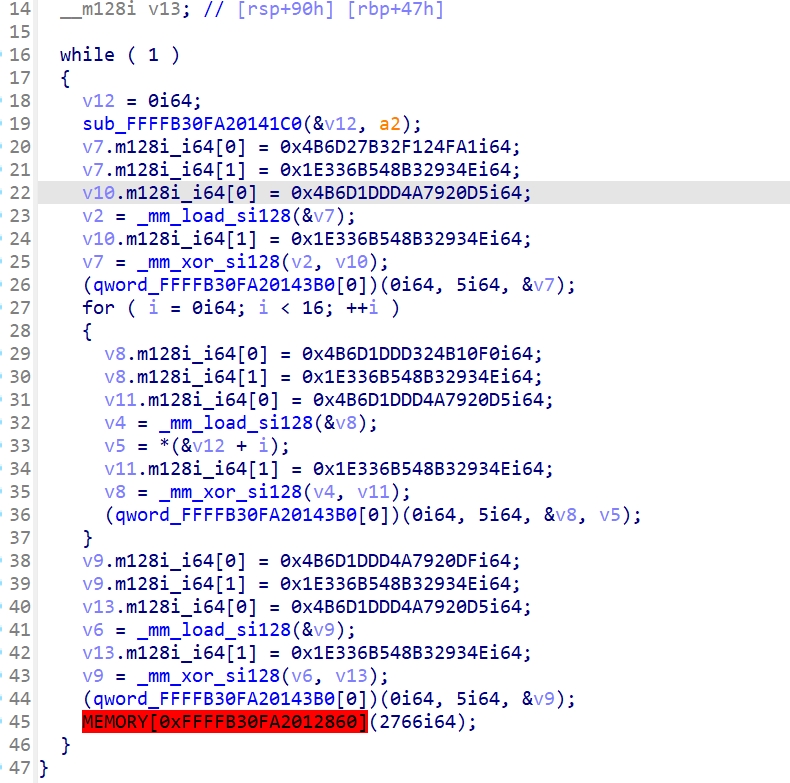 14 __m128i v13; // [rsp+90h] [rbp+47h]
15
16 while ( 1 )
17 {
18 v12 = 0i64;
19 sub_FFFFB30FA20141C0(&v12, a2);
20 v7.m128i_i64[0] = 0x4B6D27B32F124FA1i64;
21 v7.m128i_i64[1] = 0x1E336B548B32934Ei64;
22 v10.m128i_i64[0] = 0x4B6D1DDD4A7920D5i64;
23 v2 = _mm_load_si128(&v7);
24 v10.m128i_i64[1] = 0x1E336B548B32934Ei64;
25 v7 = _mm_xor_si128(v2, v10);
26 (qword_FFFFB30FA20143B0[0])(0i64, 5i64, &v7);
27 for ( i = 0i64; i < 16; ++i )
28 {
29 v8.m128i_i64[0] = 0x4B6D1DDD324B10F0i64;
30 v8.m128i_i64[1] = 0x1E336B548B32934Ei64;
31 v11.m128i_i64[0] = 0x4B6D1DDD4A7920D5i64;
32 v4 = _mm_load_si128(&v8);
33 v5 = *(&v12 + i);
34 v11.m128i_i64[1] = 0x1E336B548B32934Ei64;
35 v8 = _mm_xor_si128(v4, v11);
36 (qword_FFFFB30FA20143B0[0])(0i64, 5i64, &v8, v5);
37 }
38 v9.m128i_i64[0] = 0x4B6D1DDD4A7920DFi64;
39 v9.m128i_i64[1] = 0x1E336B548B32934Ei64;
40 v13.m128i_i64[0] = 0x4B6D1DDD4A7920D5i64;
41 v6 = _mm_load_si128(&v9);
42 v13.m128i_i64[1] = 0x1E336B548B32934Ei64;
43 v9 = _mm_xor_si128(v6, v13);
44 (qword_FFFFB30FA20143B0[0])(0i64, 5i64, &v9);
45 MEMORY[0xFFFFB30FA2012860](2766i64);
46 }
47 }